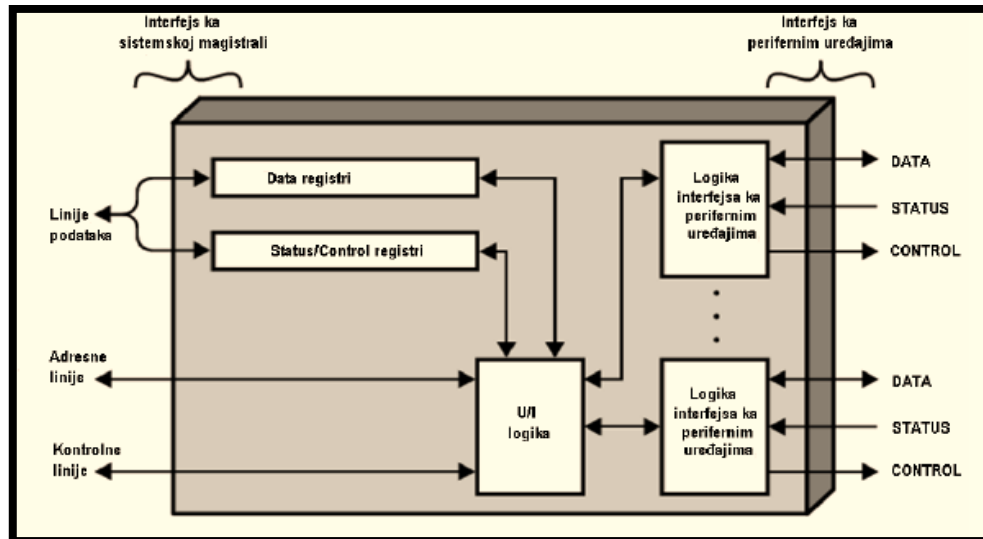 Interfejs ka
sistemskoj magistrali
Interfejs ka
perifernim uređajima
Data registri
Status/Control registri
Linije
podataka
Adresne
linije
Kontrolne
linije
U/I
logika
Logika
interfejsa ka
perifernim
uređajima
DATA
STATUS
CONTROL
Logika
interfejsa ka
perifernim
uređajima
DATA
STATUS
CONTROL